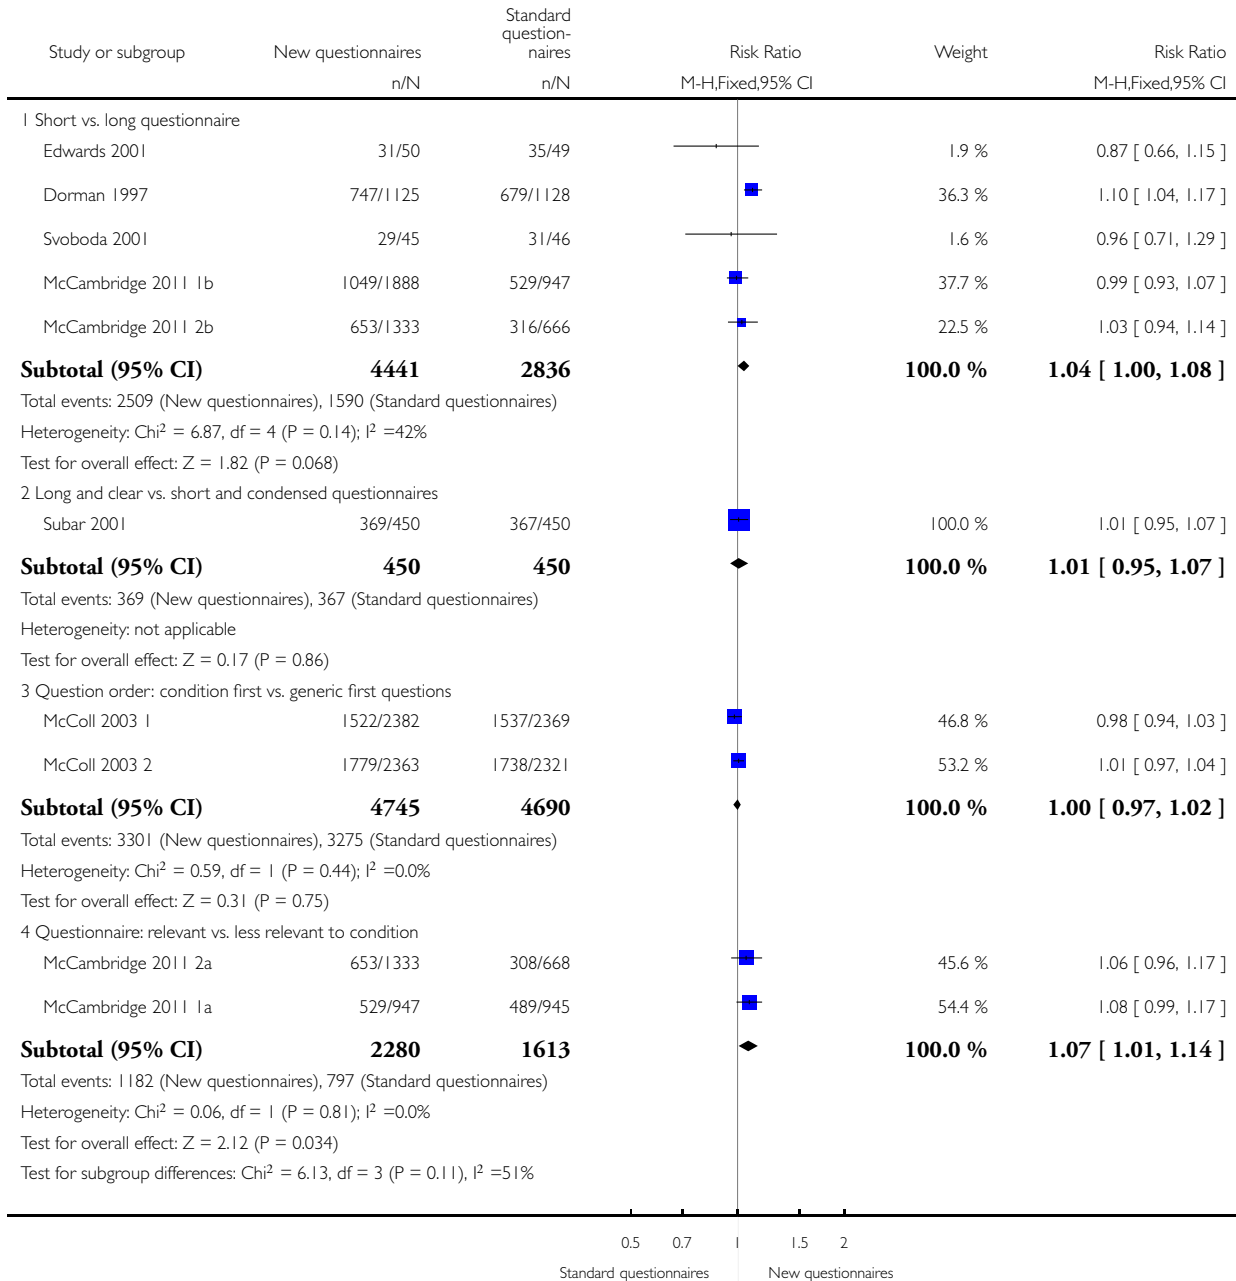 Study or subgroup New questionnaires Standard question-naires Risk Ratio Weight Risk Ratio
n/N n/N M-H,Fixed,95% CI M-H,Fixed,95% CI
1 Short vs. long questionnaire
Edwards 2001 31/50 35/49 1.9 % 0.87 [ 0.66, 1.15 ]
Dorman 1997 747/1125 679/1128 36.3 % 1.10 [ 1.04, 1.17 ]
Svoboda 2001 29/45 31/46 1.6 % 0.96 [ 0.71, 1.29 ]
McCambridge 2011 1b 1049/1888 529/947 37.7 % 0.99 [ 0.93, 1.07 ]
McCambridge 2011 2b 653/1333 316/666 22.5 % 1.03 [ 0.94, 1.14 ]
Subtotal (95% CI) 4441 2836 100.0 % 1.04 [ 1.00, 1.08 ]
Total events: 2509 (New questionnaires), 1590 (Standard questionnaires)
Heterogeneity: Chi² = 6.87, df = 4 (P = 0.14); I² =42%
Test for overall effect: Z = 1.82 (P = 0.068)
2 Long and clear vs. short and condensed questionnaires
Subar 2001 369/450 367/450 100.0 % 1.01 [ 0.95, 1.07 ]
Subtotal (95% CI) 450 450 100.0 % 1.01 [ 0.95, 1.07 ]
Total events: 369 (New questionnaires), 367 (Standard questionnaires)
Heterogeneity: not applicable
Test for overall effect: Z = 0.17 (P = 0.86)
3 Question order: condition first vs. generic first questions
McColl 2003 1 1522/2382 1537/2369 46.8 % 0.98 [ 0.94, 1.03 ]
McColl 2003 2 1779/2363 1738/2321 53.2 % 1.01 [ 0.97, 1.04 ]
Subtotal (95% CI) 4745 4690 100.0 % 1.00 [ 0.97, 1.02 ]
Total events: 3301 (New questionnaires), 3275 (Standard questionnaires)
Heterogeneity: Chi² = 0.59, df = 1 (P = 0.44); I² =0.0%
Test for overall effect: Z = 0.31 (P = 0.75)
4 Questionnaire: relevant vs. less relevant to condition
McCambridge 2011 2a 653/1333 308/668 45.6 % 1.06 [ 0.96, 1.17 ]
McCambridge 2011 1a 529/947 489/945 54.4 % 1.08 [ 0.99, 1.17 ]
Subtotal (95% CI) 2280 1613 100.0 % 1.07 [ 1.01, 1.14 ]
Total events: 1182 (New questionnaires), 797 (Standard questionnaires)
Heterogeneity: Chi² = 0.06, df = 1 (P = 0.81); I² =0.0%
Test for overall effect: Z = 2.12 (P = 0.034)
Test for subgroup differences: Chi² = 6.13, df = 3 (P = 0.11), I² =51%
0.5 0.7 1 1.5 2
Standard questionnaires New questionnaires